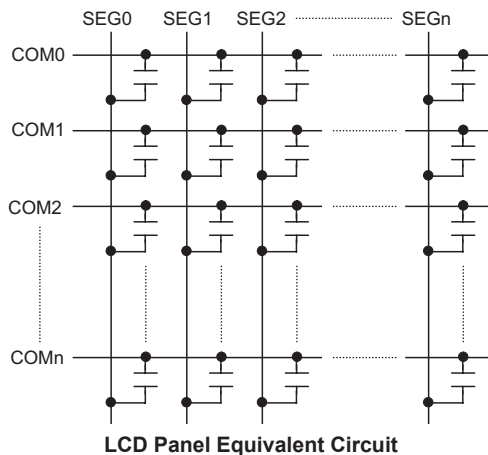 SEG0 SEG1 SEG2 SEGn
COM0
COM1
COM2
COMn
LCD Panel Equivalent Circuit